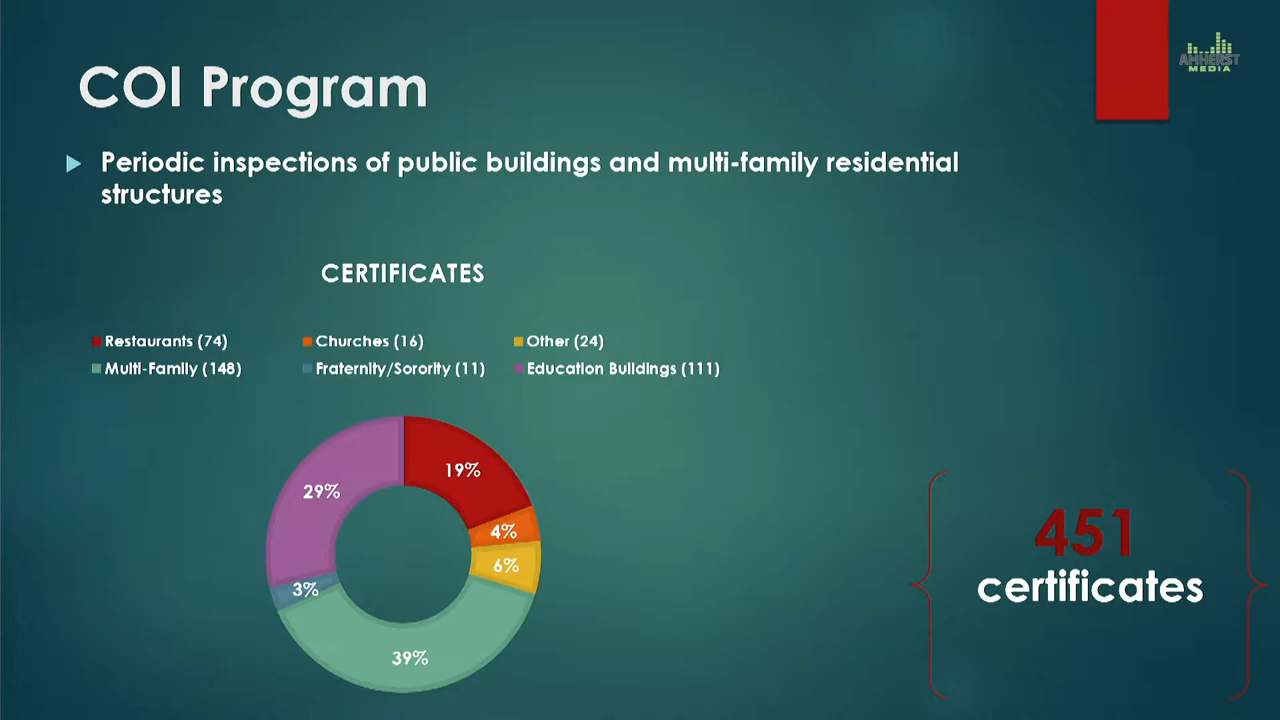 AMHERST
MEDIA
COI Program
Periodic inspections of public buildings and multi-family residential
structures
CERTIFICATES
Restaurants (74) Churches (16) Other (24)
Multi-Family (148) Fraternity/Sorority (11) Education Buildings (111)
19%
29%
4%
6%
3%
39%
451
certificates